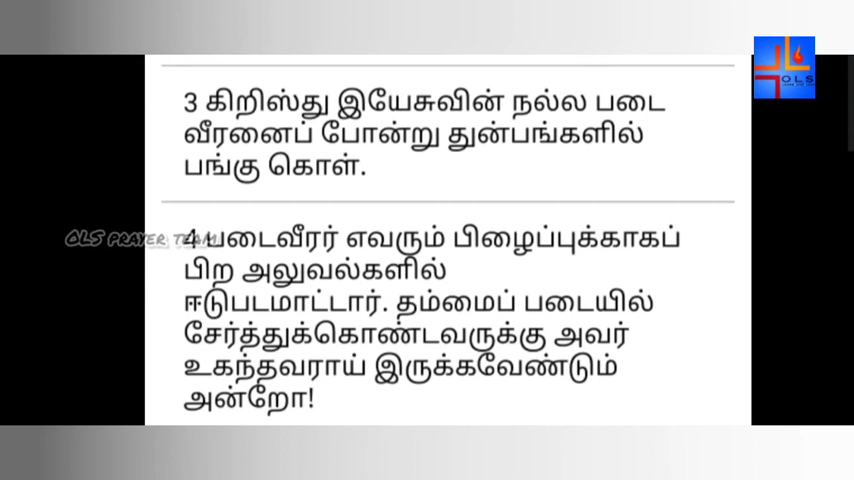 OLS
3 கிறிஸ்து இயேசுவின் நல்ல படை
வீரனைப் போன்று துன்பங்களில்
பங்கு கொள்.
OLS prayer team
4 படைவீரர் எவரும் பிழைப்புக்காகப்
பிற அலுவல்களில்
ஈடுபடமாட்டார். தம்மைப் படையில்
சேர்த்துக்கொண்டவருக்கு அவர்
உகந்தவராய் இருக்கவேண்டும்
அன்றோ!